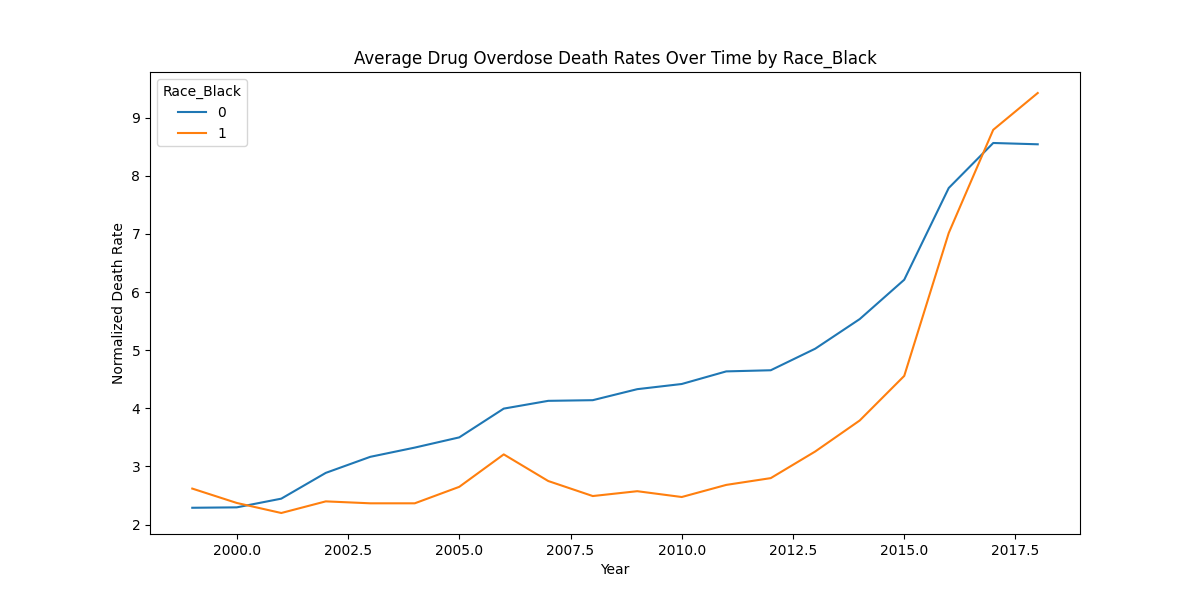 Average Drug Overdose Death Rates Over Time by Race_Black
Race_Black
0
1
Normalized Death Rate
9
8
7
6
5
4
3
2
2000.0 2002.5 2005.0 2007.5 2010.0 2012.5 2015.0 2017.5
Year